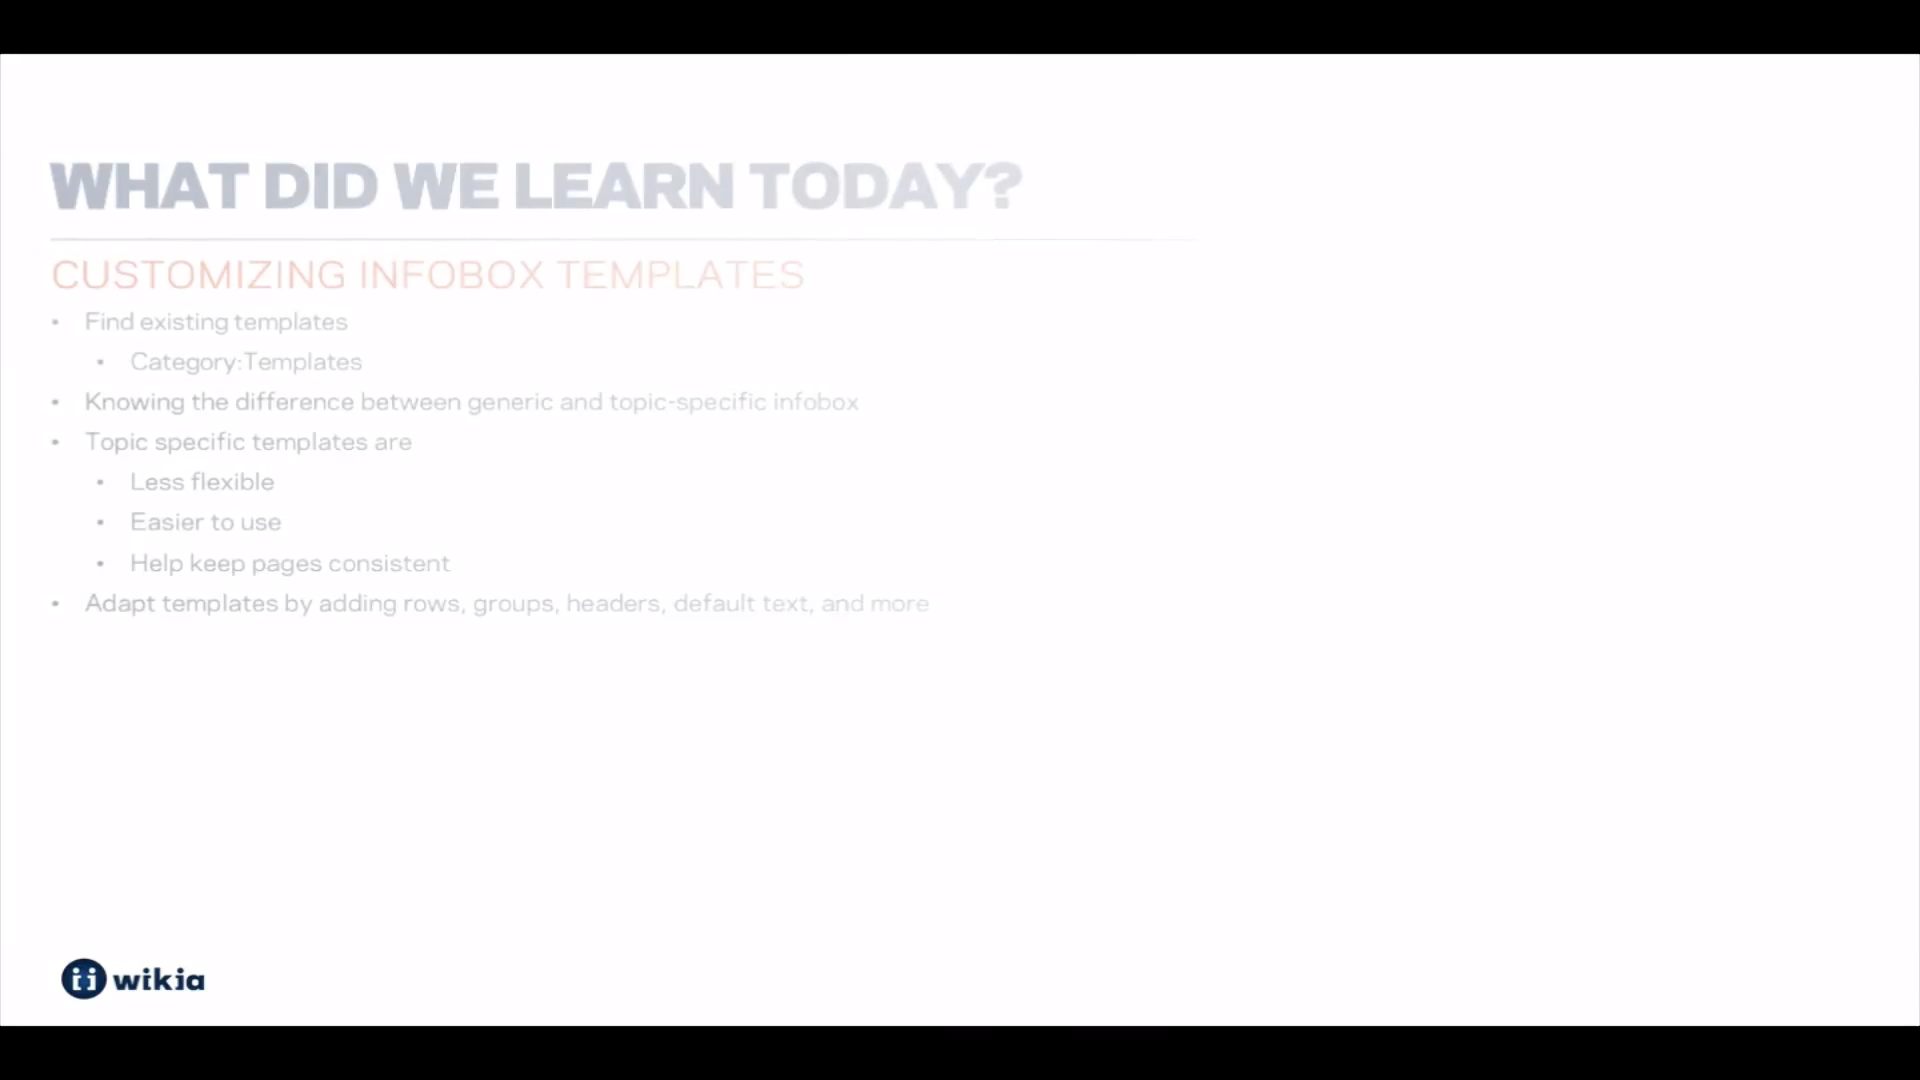 WHAT DID WE LEARN TODAY?
CUSTOMIZING INFOBOX TEMPLATES
• Find existing templates
• Category:Templates
• Knowing the difference between generic and topic-specific infobox
• Topic specific templates are
• Less flexible
• Easier to use
• Help keep pages consistent
• Adapt templates by adding rows, groups, headers, default text, and more
wikia